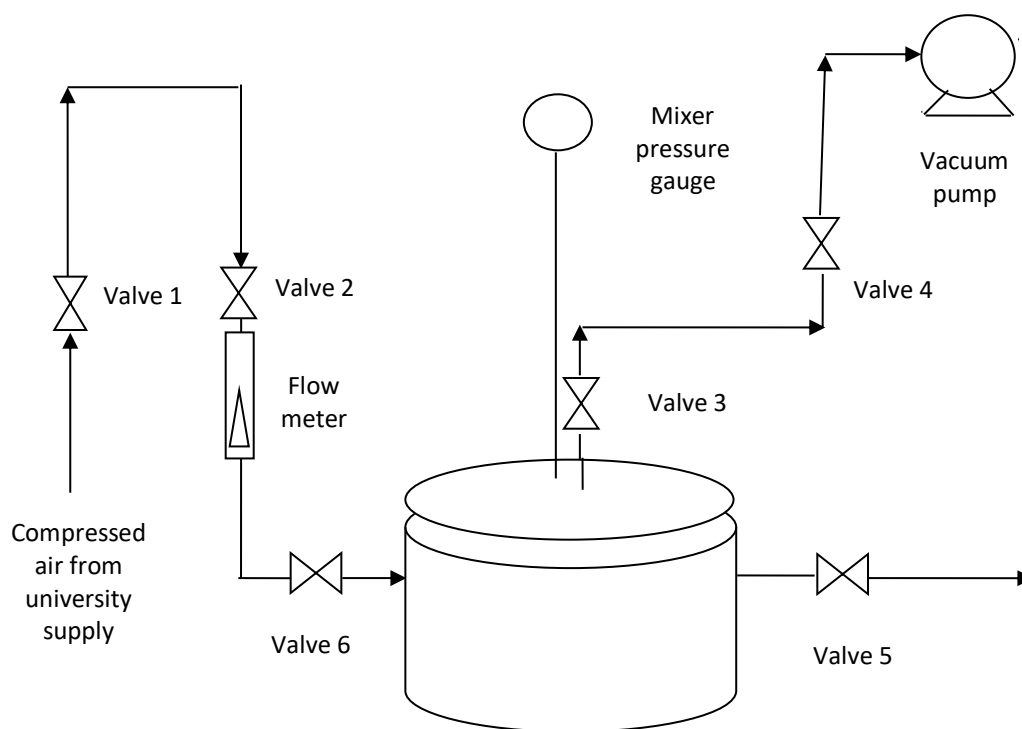 Mixer
pressure
gauge
Vacuum
pump
Valve 1
Valve 2
Valve 4
Flow
meter
Valve 3
Compressed
air from
university
supply
Valve 6
Valve 5